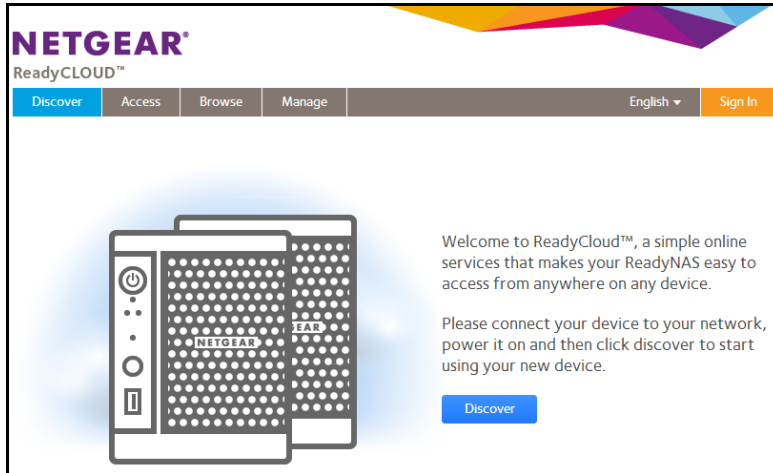 NETGEAR®
ReadyCLOUD™
Discover Access Browse Manage English Sign In
Welcome to ReadyCloud™, a simple online
services that makes your ReadyNAS easy to
access from anywhere on any device.
NETGEAR
EAR
Please connect your device to your network,
power it on and then click discover to start
using your new device.
Discover